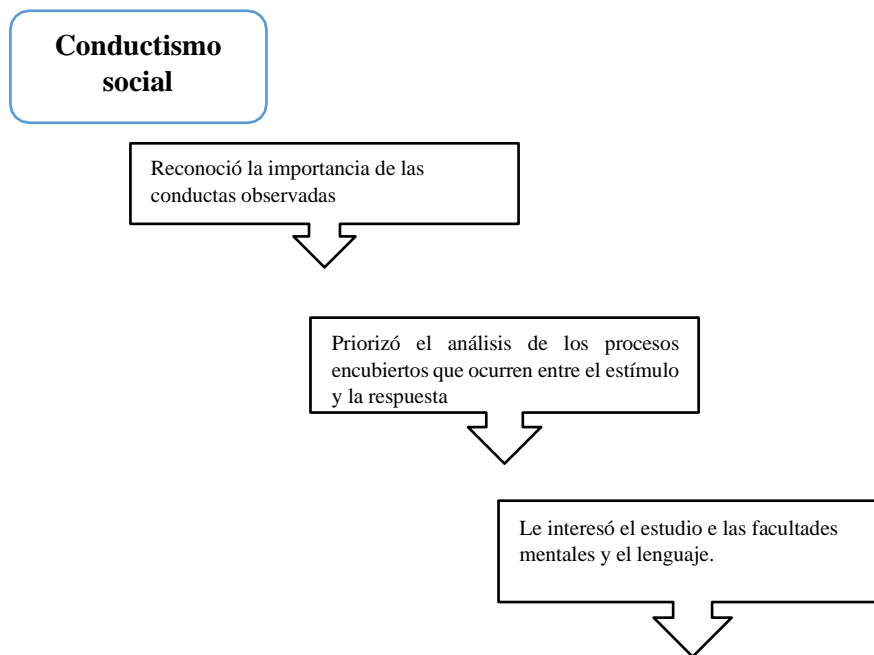 Conductismo
social
Reconoció la importancia de las
conductas observadas
Priorizó el análisis de los procesos
encubiertos que ocurren entre el estímulo
y la respuesta
Le interesó el estudio e las facultades
mentales y el lenguaje.